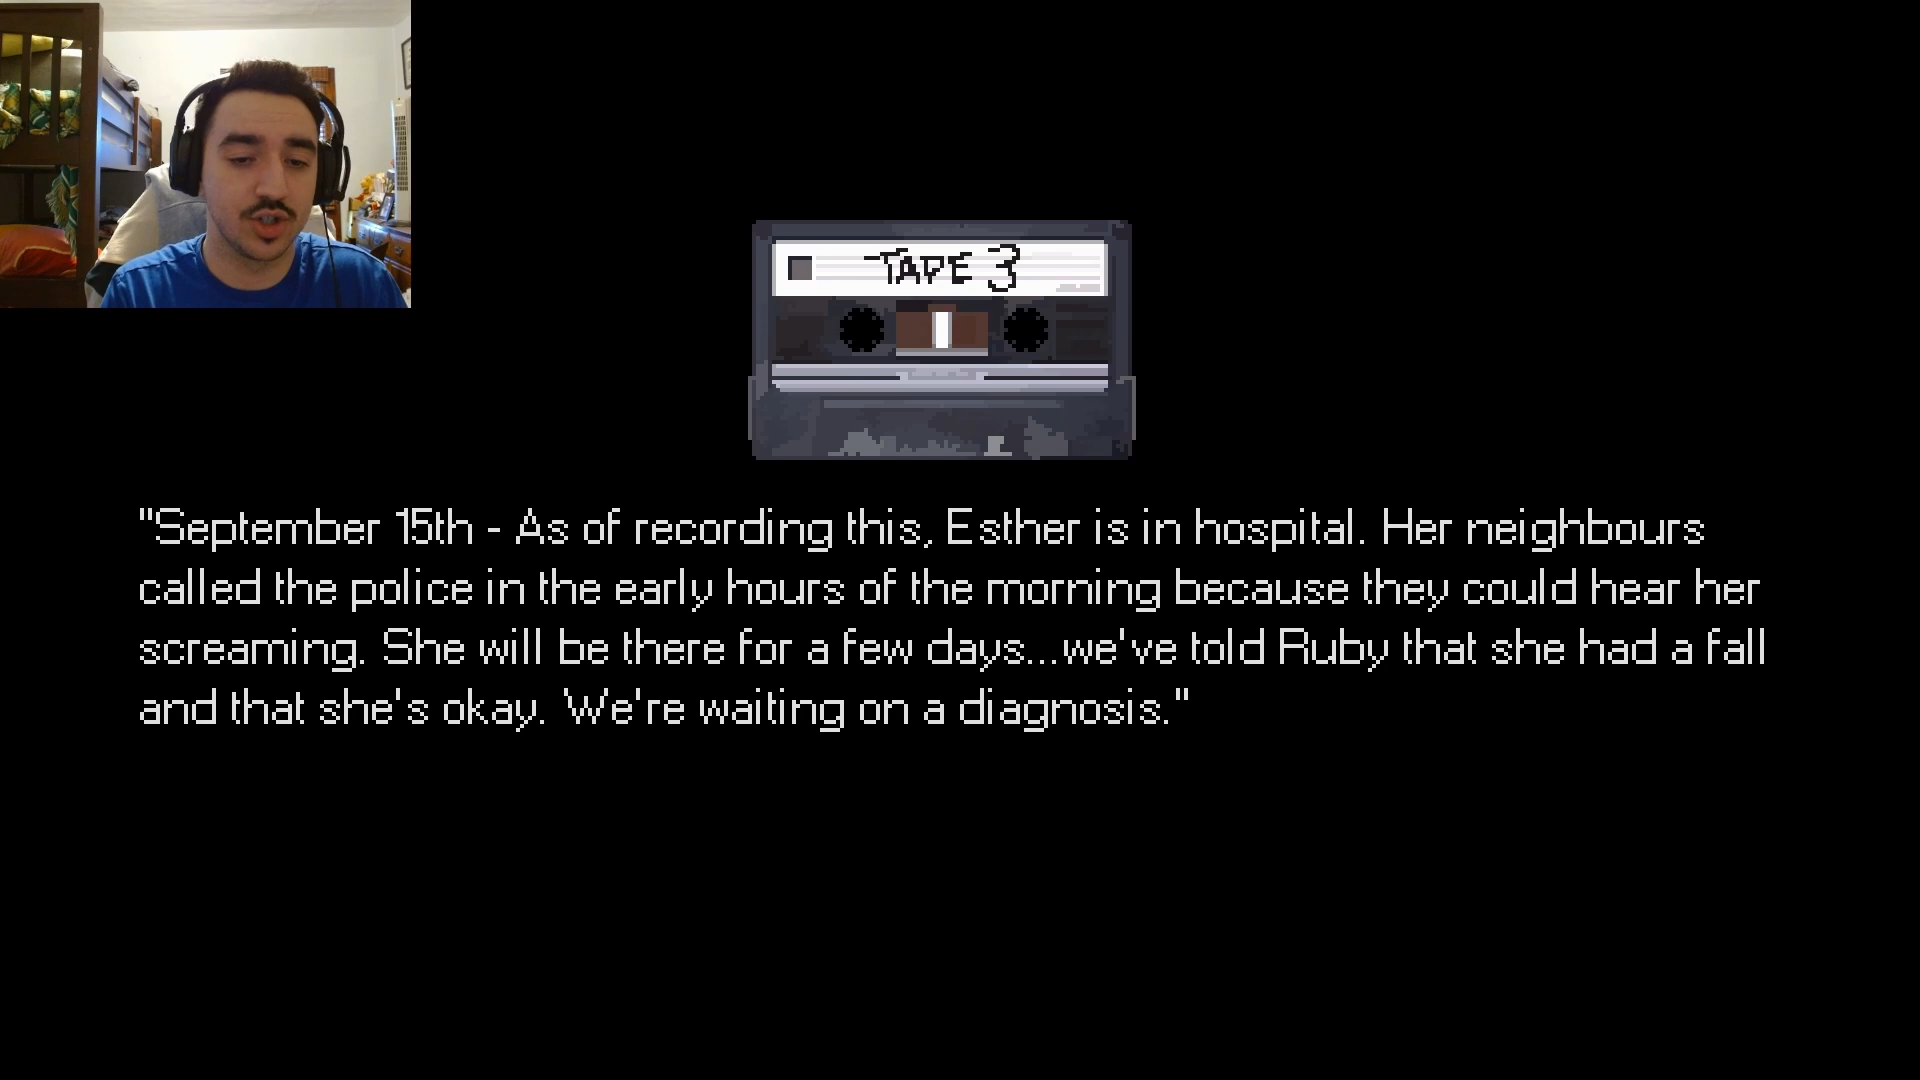 TAPE 3
"September 15th - As of recording this, Esther is in hospital. Her neighbours
called the police in the early hours of the morning because they could hear her
screaming. She will be there for a few days...we've told Ruby that she had a fall
and that she's okay. We're waiting on a diagnosis."